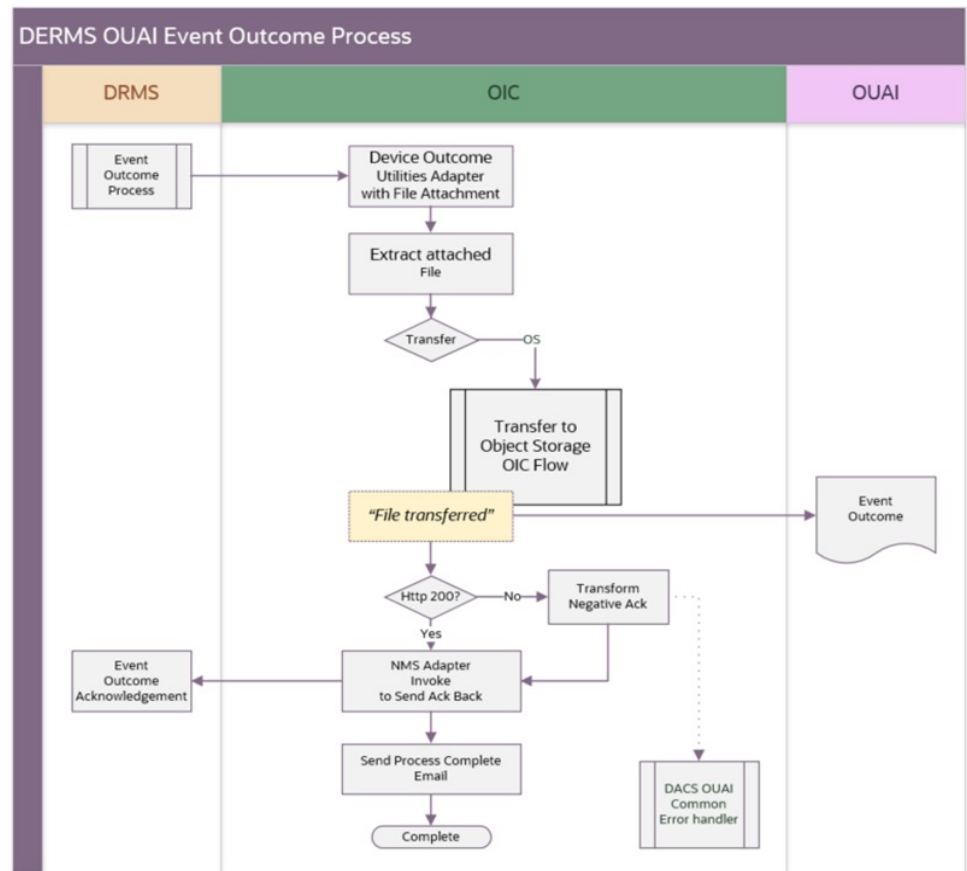 DERMS OUAI Event Outcome Process
DRMS
OIC
OUAI
Event
Outcome
Process
Device Outcome
Utilities Adapter
with File Attachment
Extract attached
File
Transfer
OS
Transfer to
Object Storage
OIC Flow
“File transferred”
Event
Outcome
Http 200?
No
Transform
Negative Ack
Yes
Event
Outcome
Acknowledgement
NMS Adapter
Invoke
to Send Ack Back
Send Process Complete
Email
DACS OUAI
Common
Error handler
Complete